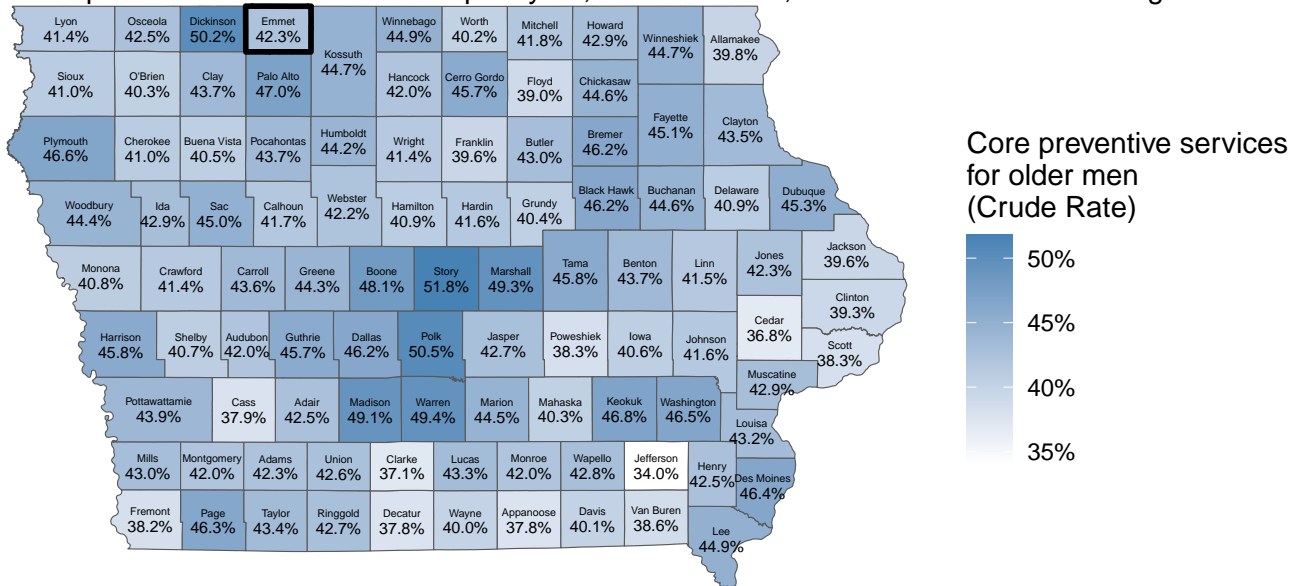 Lyon
41.4%
Osceola
42.5%
Dickinson
50.2%
Emmet
42.3%
Kossuth
44.7%
Winnebago
44.9%
Worth
40.2%
Mitchell
41.8%
Howard
42.9%
Winneshiek
44.7%
Allamakee
39.8%
Sioux
41.0%
O'Brien
40.3%
Clay
43.7%
Palo Alto
47.0%
Hancock
42.0%
Cerro Gordo
45.7%
Floyd
39.0%
Chickasaw
44.6%
Fayette
45.1%
Clayton
43.5%
Plymouth
46.6%
Cherokee
41.0%
Buena Vista
40.5%
Pocahontas
43.7%
Humboldt
44.2%
Wright
41.4%
Franklin
39.6%
Butler
43.0%
Bremer
46.2%
Woodbury
44.4%
Ida
42.9%
Sac
45.0%
Calhoun
41.7%
Webster
42.2%
Hamilton
40.9%
Hardin
41.6%
Grundy
40.4%
Black Hawk
46.2%
Buchanan
44.6%
Delaware
40.9%
Dubuque
45.3%
Monona
40.8%
Crawford
41.4%
Carroll
43.6%
Greene
44.3%
Boone
48.1%
Story
51.8%
Marshall
49.3%
Tama
45.8%
Benton
43.7%
Linn
41.5%
Jones
42.3%
Jackson
39.6%
Clinton
39.3%
Harrison
45.8%
Shelby
40.7%
Audubon
42.0%
Guthrie
45.7%
Dallas
46.2%
Polk
50.5%
Jasper
42.7%
Poweshiek
38.3%
Iowa
40.6%
Johnson
41.6%
Cedar
36.8%
Scott
38.3%
Muscatine
42.9%
Pottawattamie
43.9%
Cass
37.9%
Adair
42.5%
Madison
49.1%
Warren
49.4%
Marion
44.5%
Mahaska
40.3%
Keokuk
46.8%
Washington
46.5%
Louisa
43.2%
Mills
43.0%
Montgomery
42.0%
Adams
42.3%
Union
42.6%
Clarke
37.1%
Lucas
43.3%
Monroe
42.0%
Wapello
42.8%
Jefferson
34.0%
Henry
42.5%
Des Moines
46.4%
Fremont
38.2%
Page
46.3%
Taylor
43.4%
Ringgold
42.7%
Decatur
37.8%
Wayne
40.0%
Appanoose
37.8%
Davis
40.1%
Van Buren
38.6%
Lee
44.9%
Core preventive services
for older men
(Crude Rate)
50%
45%
40%
35%